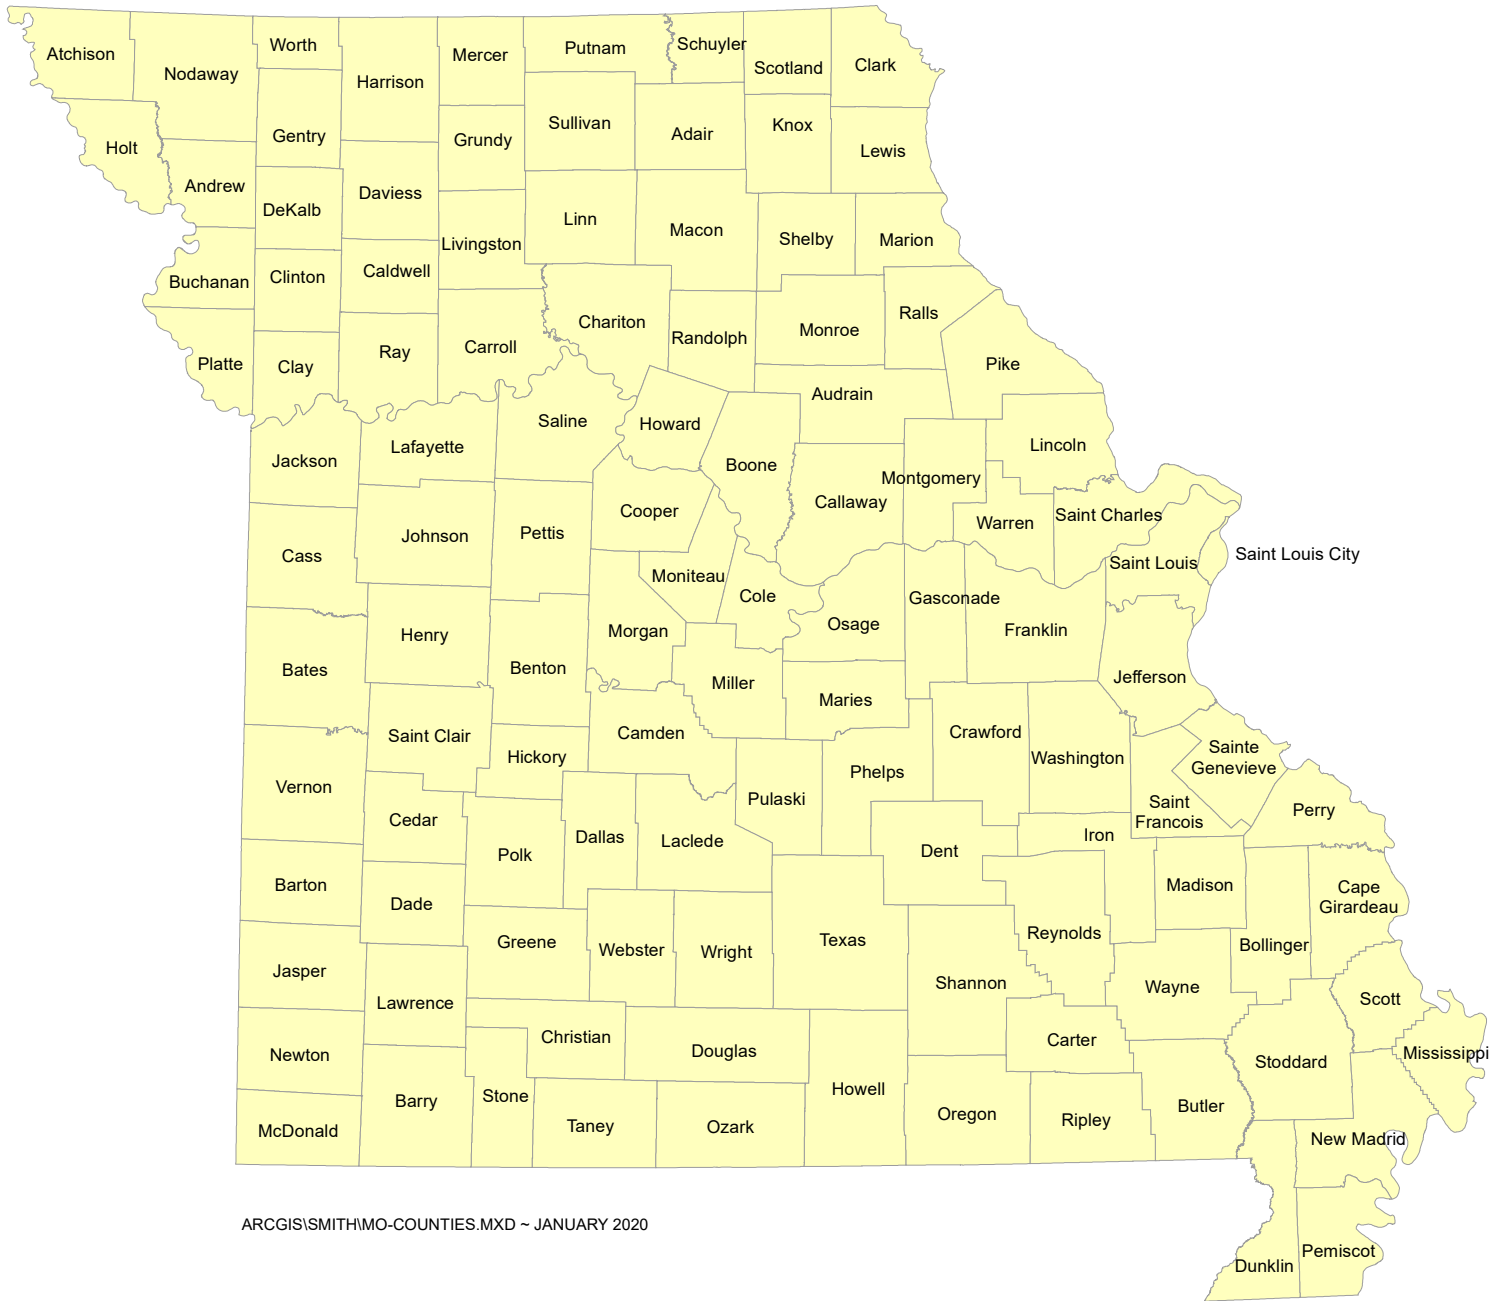 Atchison
Nodaway
Worth
Harrison
Mercer
Putnam
Schuyler
Scotland
Clark
Holt
Gentry
Grundy
Sullivan
Adair
Knox
Lewis
Andrew
DeKalb
Daviess
Livingston
Linn
Macon
Shelby
Marion
Buchanan
Clinton
Caldwell
Chariton
Randolph
Monroe
Ralls
Platte
Clay
Ray
Carroll
Pike
Audrain
Saline
Howard
Jackson
Lafayette
Boone
Lincoln
Montgomery
Callaway
Cooper
Warren
Saint Charles
Cass
Johnson
Pettis
Saint Louis
Saint Louis City
Moniteau
Cole
Gasconade
Osage
Franklin
Henry
Morgan
Bates
Benton
Miller
Maries
Jefferson
Saint Clair
Camden
Crawford
Hickory
Washington
Sainte
Genevieve
Vernon
Phelps
Pulaski
Saint
Francois
Perry
Cedar
Dallas
Laclede
Iron
Polk
Dent
Barton
Dade
Madison
Cape
Girardeau
Greene
Webster
Wright
Texas
Reynolds
Bollinger
Jasper
Lawrence
Shannon
Wayne
Scott
Newton
Christian
Douglas
Carter
Stoddard
Mississippi
McDonald
Barry
Stone
Taney
Ozark
Howell
Oregon
Ripley
Butler
New Madrid
ARCGIS\SMITH\MO-COUNTIES.MXD ~ JANUARY 2020
Dunklin
Pemiscot